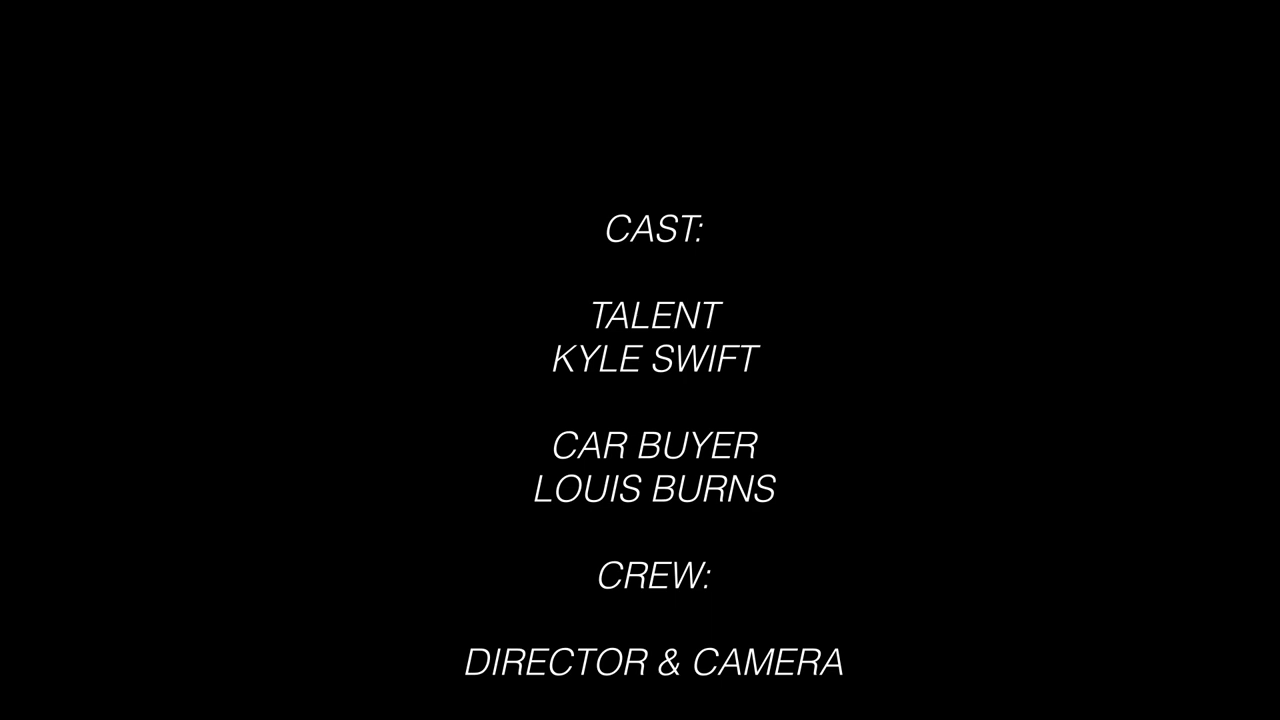 CAST:
TALENT
KYLE SWIFT
CAR BUYER
LOUIS BURNS
CREW:
DIRECTOR & CAMERA